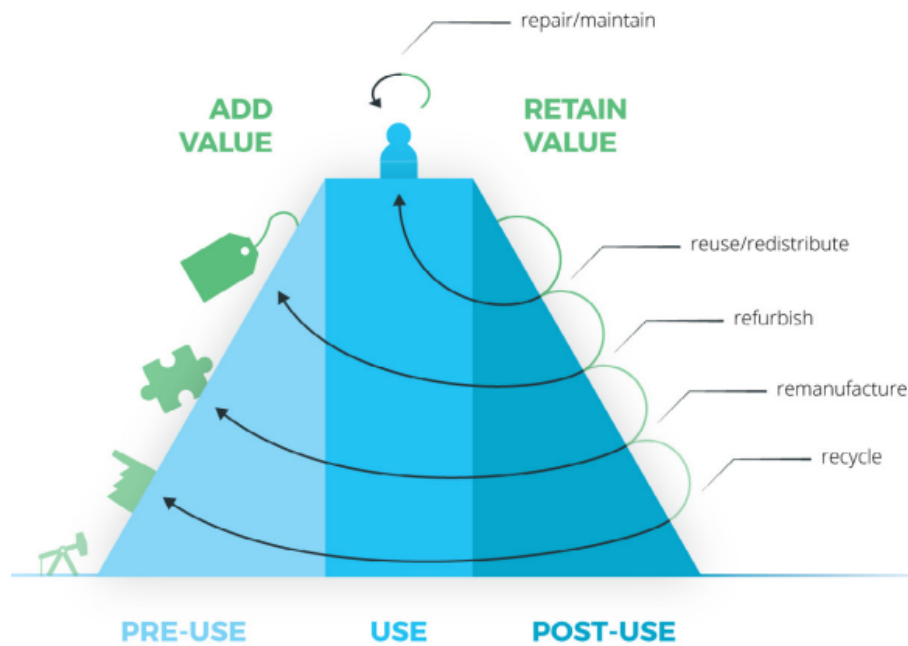 repair/maintain
ADD
VALUE
RETAIN
VALUE
reuse/redistribute
refurbish
remanufacture
recycle
PRE-USE
USE
POST-USE